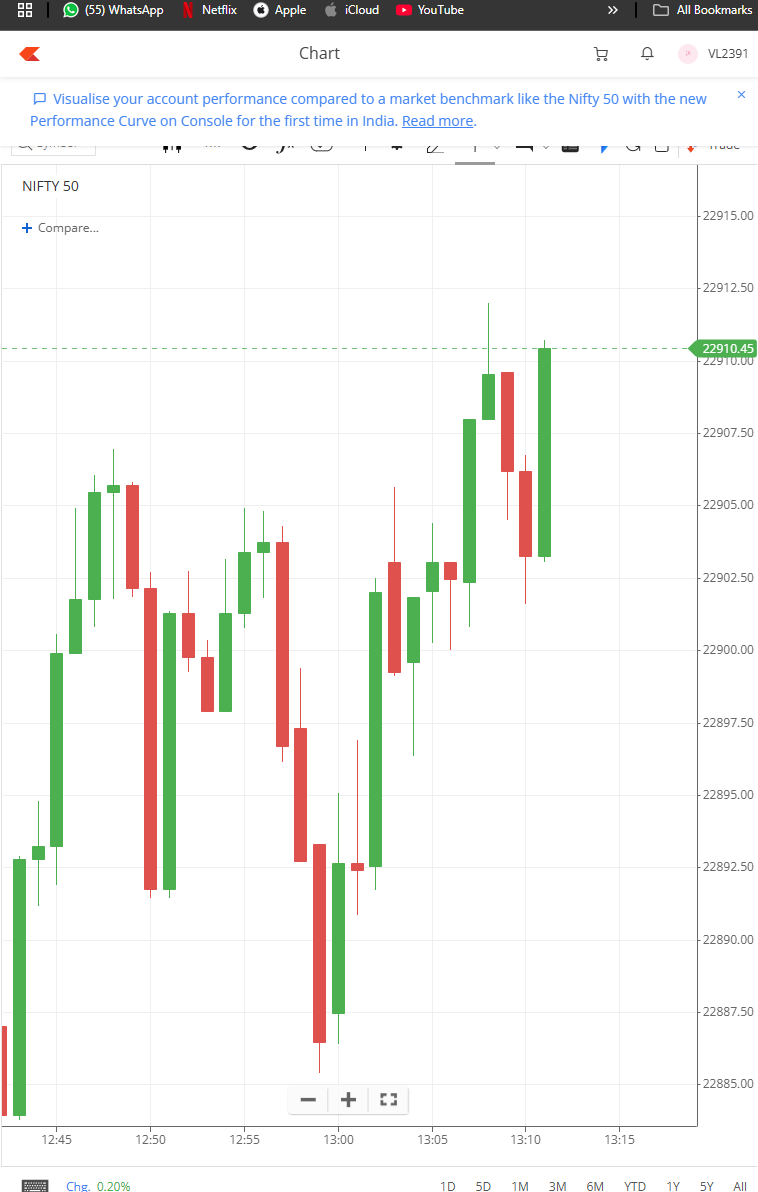 (55) WhatsApp Netflix Apple iCloud YouTube » All Bookmarks
Chart VL2391
Visualise your account performance compared to a market benchmark like the Nifty 50 with the new
Performance Curve on Console for the first time in India. Read more.
NIFTY 50
+ Compare...
22915.00
22912.50
22910.45
22910.00
22907.50
22905.00
22902.50
22900.00
22897.50
22895.00
22892.50
22890.00
22887.50
22885.00
12:45 12:50 12:55 13:00 13:05 13:10 13:15
Chg. 0.20% 1D 5D 1M 3M 6M YTD 1Y 5Y All